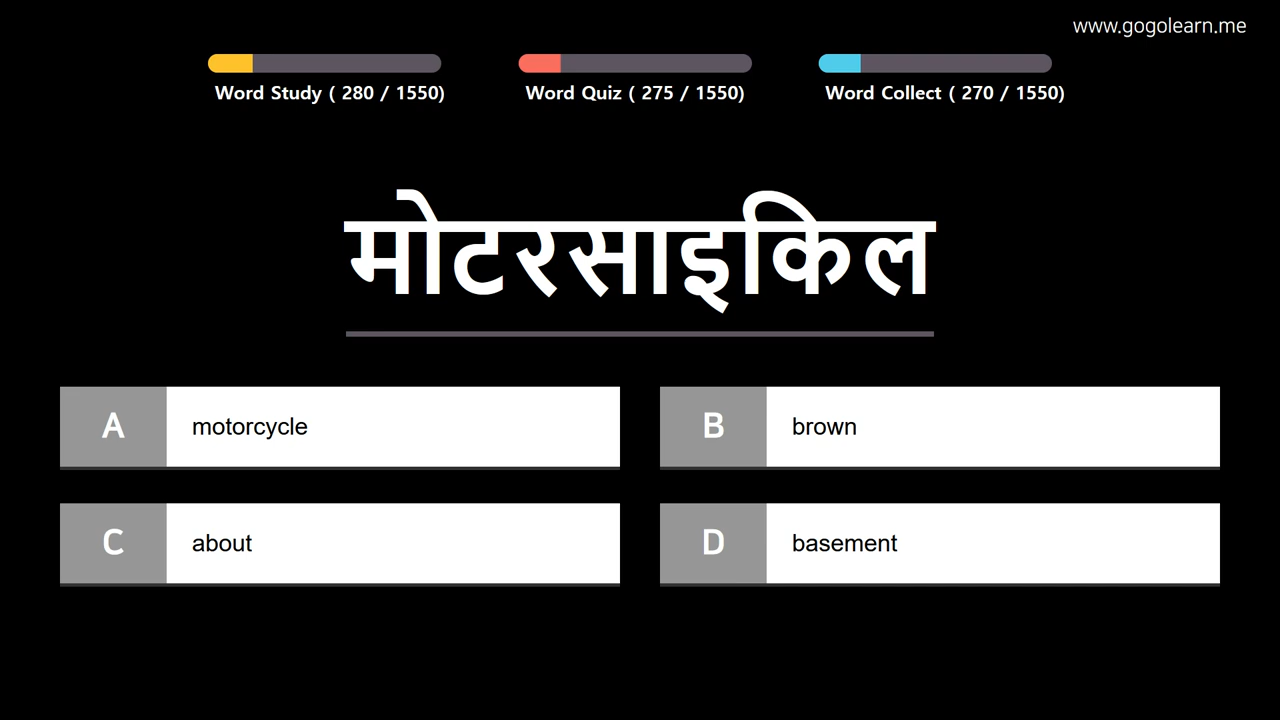 www.gogolearn.me
Word Study ( 280 / 1550)
Word Quiz ( 275 / 1550)
Word Collect ( 270 / 1550)
मोटरसाइकिल
A motorcycle
B brown
C about
D basement